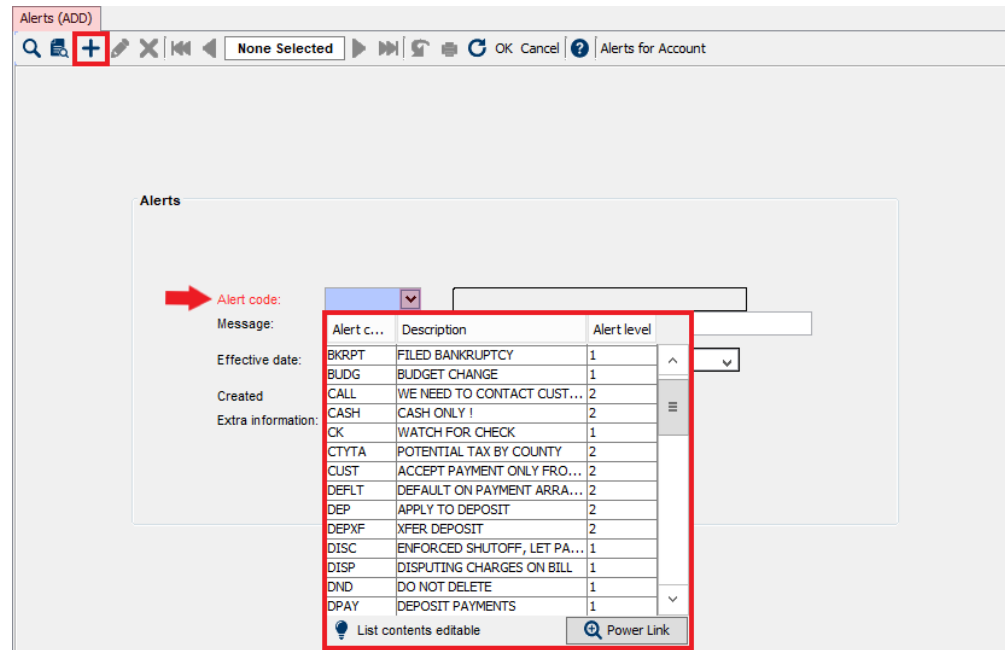 Alerts (ADD)
None Selected OK Cancel Alerts for Account
Alerts
Alert code:
Message:
Effective date:
Created
Extra information:
Alert c... Description Alert level
BKRPT FILED BANKRUPTCY 1
BUDG BUDGET CHANGE 1
CALL WE NEED TO CONTACT CUST... 2
CASH CASH ONLY ! 2
CK WATCH FOR CHECK 1
CTYTA POTENTIAL TAX BY COUNTY 2
CUST ACCEPT PAYMENT ONLY FRO... 2
DEFLT DEFAULT ON PAYMENT ARRA... 2
DEP APPLY TO DEPOSIT 2
DEPXF XFER DEPOSIT 2
DISC ENFORCED SHUTOFF, LET PA... 1
DISP DISPUTING CHARGES ON BILL 1
DND DO NOT DELETE 1
DPAY DEPOSIT PAYMENTS 1
List contents editable Power Link